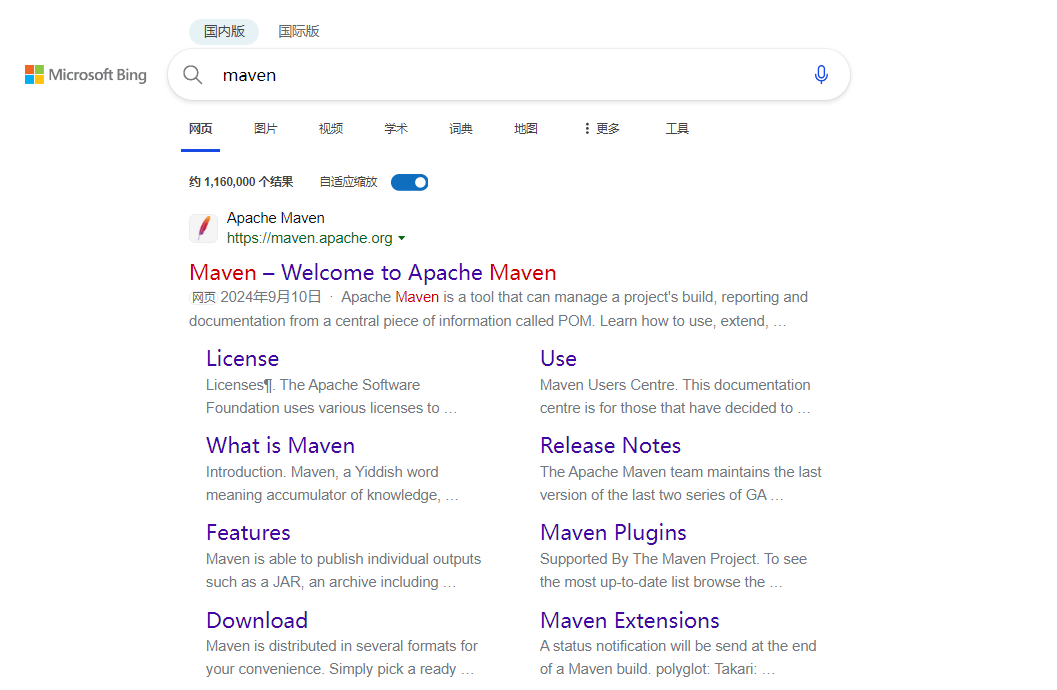 国内版 国际版
Microsoft Bing
maven
网页 图片 视频 学术 词典 地图 更多 工具
约 1,160,000 个结果 自适应缩放
Apache Maven
https://maven.apache.org
Maven – Welcome to Apache Maven
网页 2024年9月10日 · Apache Maven is a tool that can manage a project's build, reporting and
documentation from a central piece of information called POM. Learn how to use, extend, …
License
Licenses¶. The Apache Software
Foundation uses various licenses to …
Use
Maven Users Centre. This documentation
centre is for those that have decided to …
What is Maven
Introduction. Maven, a Yiddish word
meaning accumulator of knowledge, …
Release Notes
The Apache Maven team maintains the last
version of the last two series of GA …
Features
Maven is able to publish individual outputs
such as a JAR, an archive including …
Maven Plugins
Supported By The Maven Project. To see
the most up-to-date list browse the …
Download
Maven is distributed in several formats for
your convenience. Simply pick a ready …
Maven Extensions
A status notification will be send at the end
of a Maven build. polyglot: Takari: …